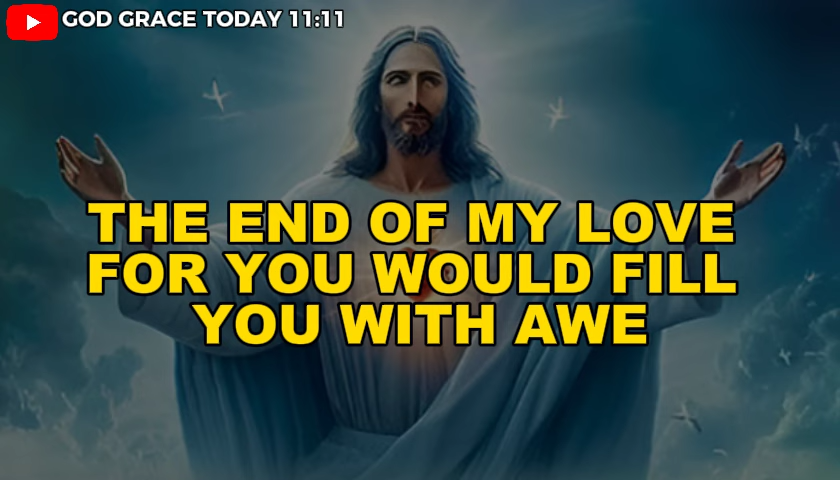 GOD GRACE TODAY 11:11
THE END OF MY LOVE
FOR YOU WOULD FILL
YOU WITH AWE